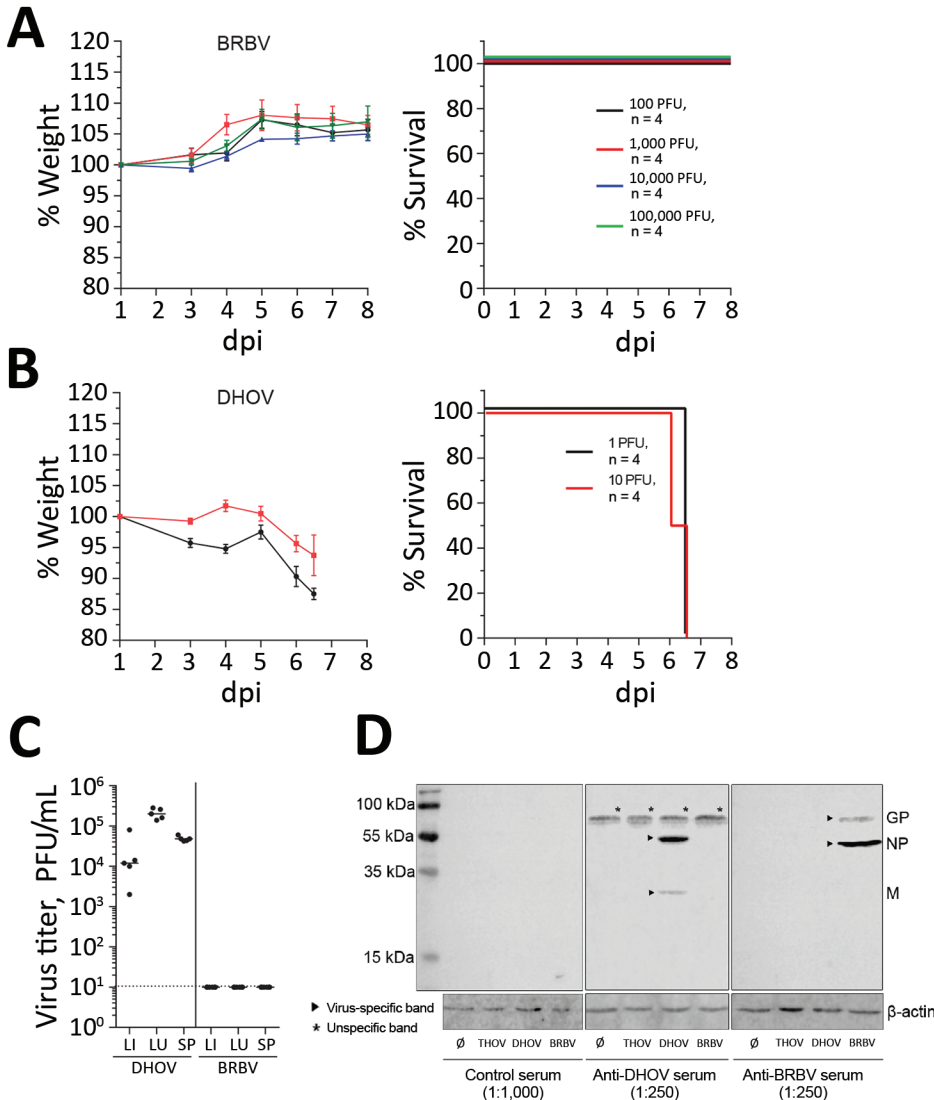 A
BRBV
% Weight
120
115
110
105
100
95
90
85
80
1 2 3 4 5 6 7 8
dpi
% Survival
100
80
60
40
20
0
0 1 2 3 4 5 6 7 8
dpi
100 PFU,
n = 4
1,000 PFU,
n = 4
10,000 PFU,
n = 4
100,000 PFU,
n = 4
B
DHOV
% Weight
120
115
110
105
100
95
90
85
80
1 2 3 4 5 6 7 8
dpi
% Survival
100
80
60
40
20
0
0 1 2 3 4 5 6 7 8
dpi
1 PFU,
n = 4
10 PFU,
n = 4
C
Virus titer, PFU/mL
10⁶
10⁵
10⁴
10³
10²
10¹
10⁰
LI LU SP LI LU SP
DHOV BRBV
D
100 kDa
55 kDa
35 kDa
15 kDa
* * * *
GP
NP
M
β-actin
► Virus-specific band
* Unspecific band
Ø THOV DHOV BRBV Ø THOV DHOV BRBV Ø THOV DHOV BRBV
Control serum
(1:1,000)
Anti-DHOV serum
(1:250)
Anti-BRBV serum
(1:250)